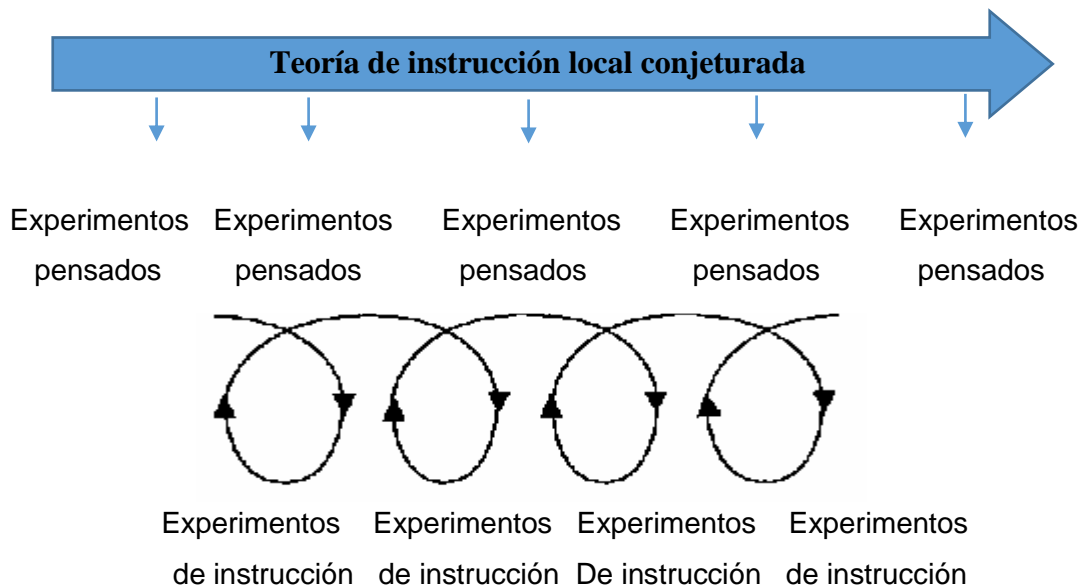 Teoría de instrucción local conjeturada
Experimentos Experimentos Experimentos Experimentos Experimentos
pensados pensados pensados pensados pensados
Experimentos Experimentos Experimentos Experimentos
de instrucción de instrucción De instrucción de instrucción